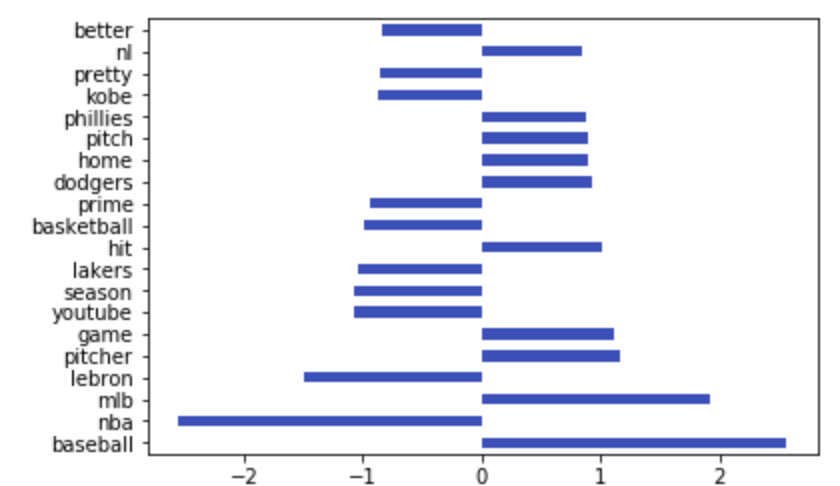 better
nl
pretty
kobe
phillies
pitch
home
dodgers
prime
basketball
hit
lakers
season
youtube
game
pitcher
lebron
mlb
nba
baseball
−2 −1 0 1 2